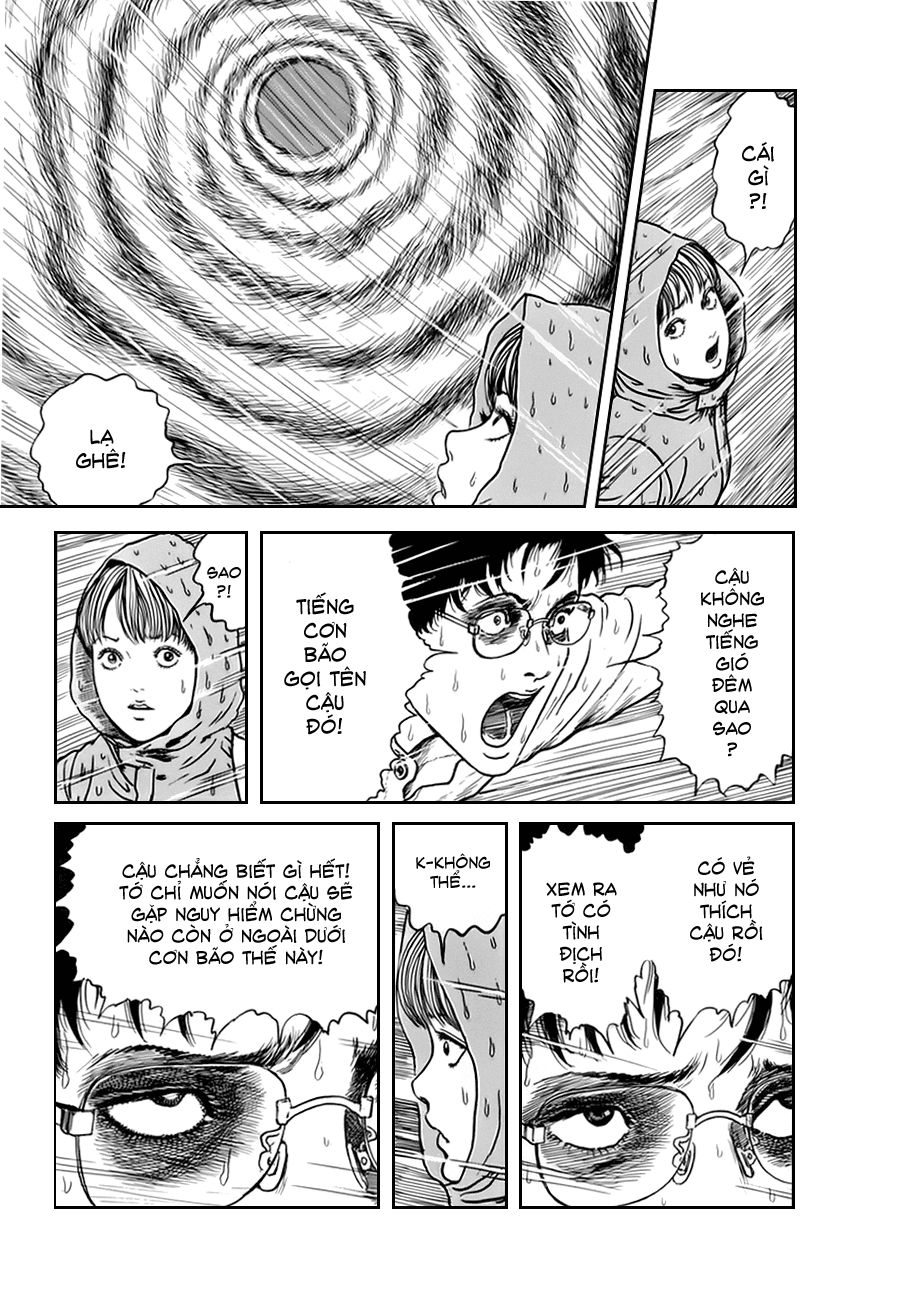 CÁI
GÌ
?!
LẠ
GHÊ!
CẬU
KHÔNG
NGHE
TIẾNG
GIÓ
ĐÊM
QUA
SAO
?
TIẾNG
CƠN
BÃO
GỌI TÊN
CẬU
ĐÓ!
SAO
?!
CÓ VẺ
NHƯ NÓ
THÍCH
CẬU RỒI
ĐÓ!
XEM RA
TỚ CÓ
TÌNH
ĐỊCH
RỒI!
K-KHÔNG
THỂ...
CẬU CHẲNG BIẾT GÌ HẾT!
TỚ CHỈ MUỐN NÓI CẬU SẼ
GẶP NGUY HIỂM CHỪNG
NÀO CÒN Ở NGOÀI DƯỚI
CƠN BÃO THẾ NÀY!